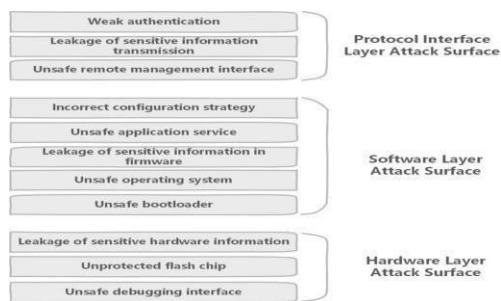 Weak authentication
Leakage of sensitive information
transmission
Unsafe remote management interface
Protocol Interface
Layer Attack Surface
Incorrect configuration strategy
Unsafe application service
Leakage of sensitive information in
firmware
Unsafe operating system
Unsafe bootloader
Software Layer
Attack Surface
Leakage of sensitive hardware information
Unprotected flash chip
Unsafe debugging interface
Hardware Layer
Attack Surface